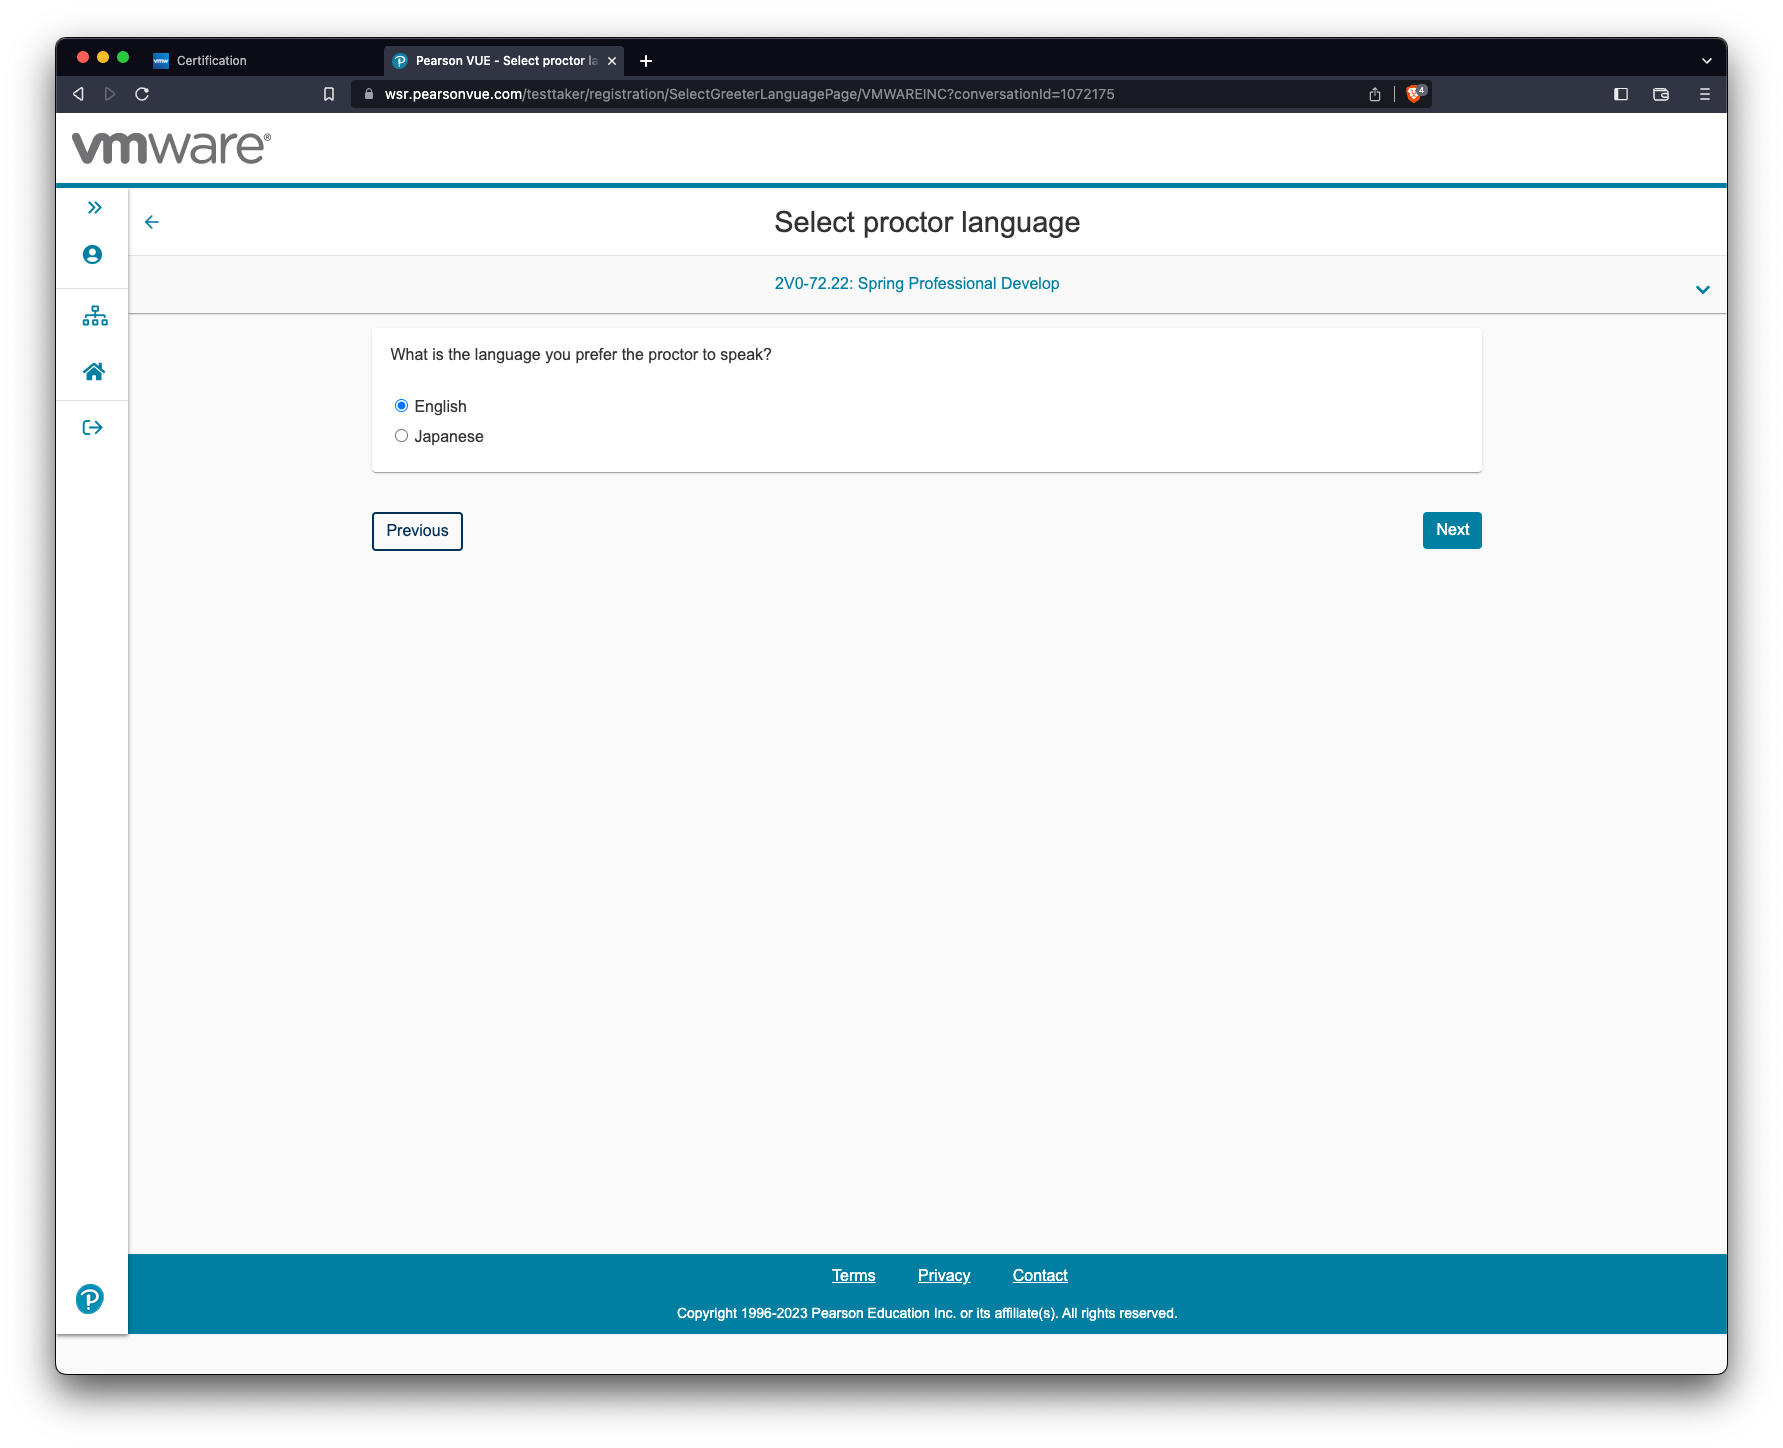 Certification
Pearson VUE - Select proctor la
wsr.pearsonvue.com/testtaker/registration/SelectGreeterLanguagePage/VMWAREINC?conversationId=1072175
4
vmware®
Select proctor language
2V0-72.22: Spring Professional Develop
What is the language you prefer the proctor to speak?
English
Japanese
Previous
Next
Terms Privacy Contact
Copyright 1996-2023 Pearson Education Inc. or its affiliate(s). All rights reserved.